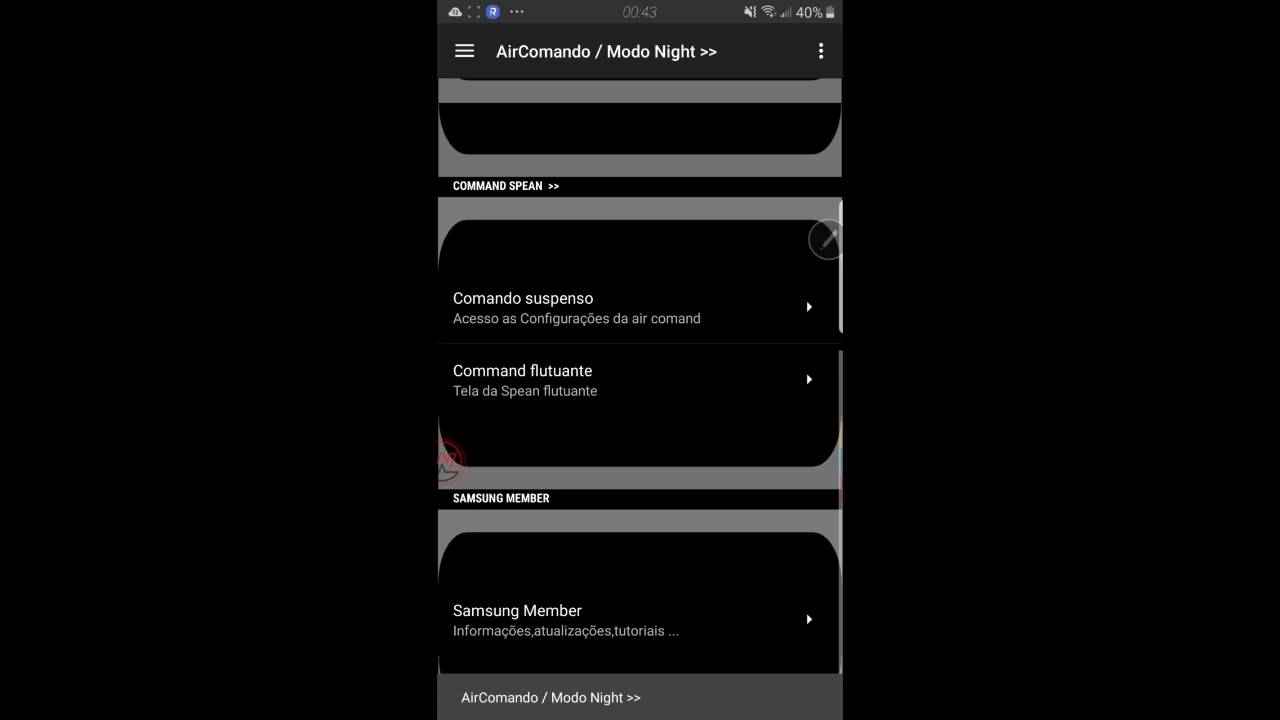 00:43
40%
AirComando / Modo Night >>
COMMAND SPEAN >>
Comando suspenso
Acesso as Configurações da air comand
Command flutuante
Tela da Spean flutuante
SAMSUNG MEMBER
Samsung Member
Informações,atualizações,tutoriais ...
AirComando / Modo Night >>